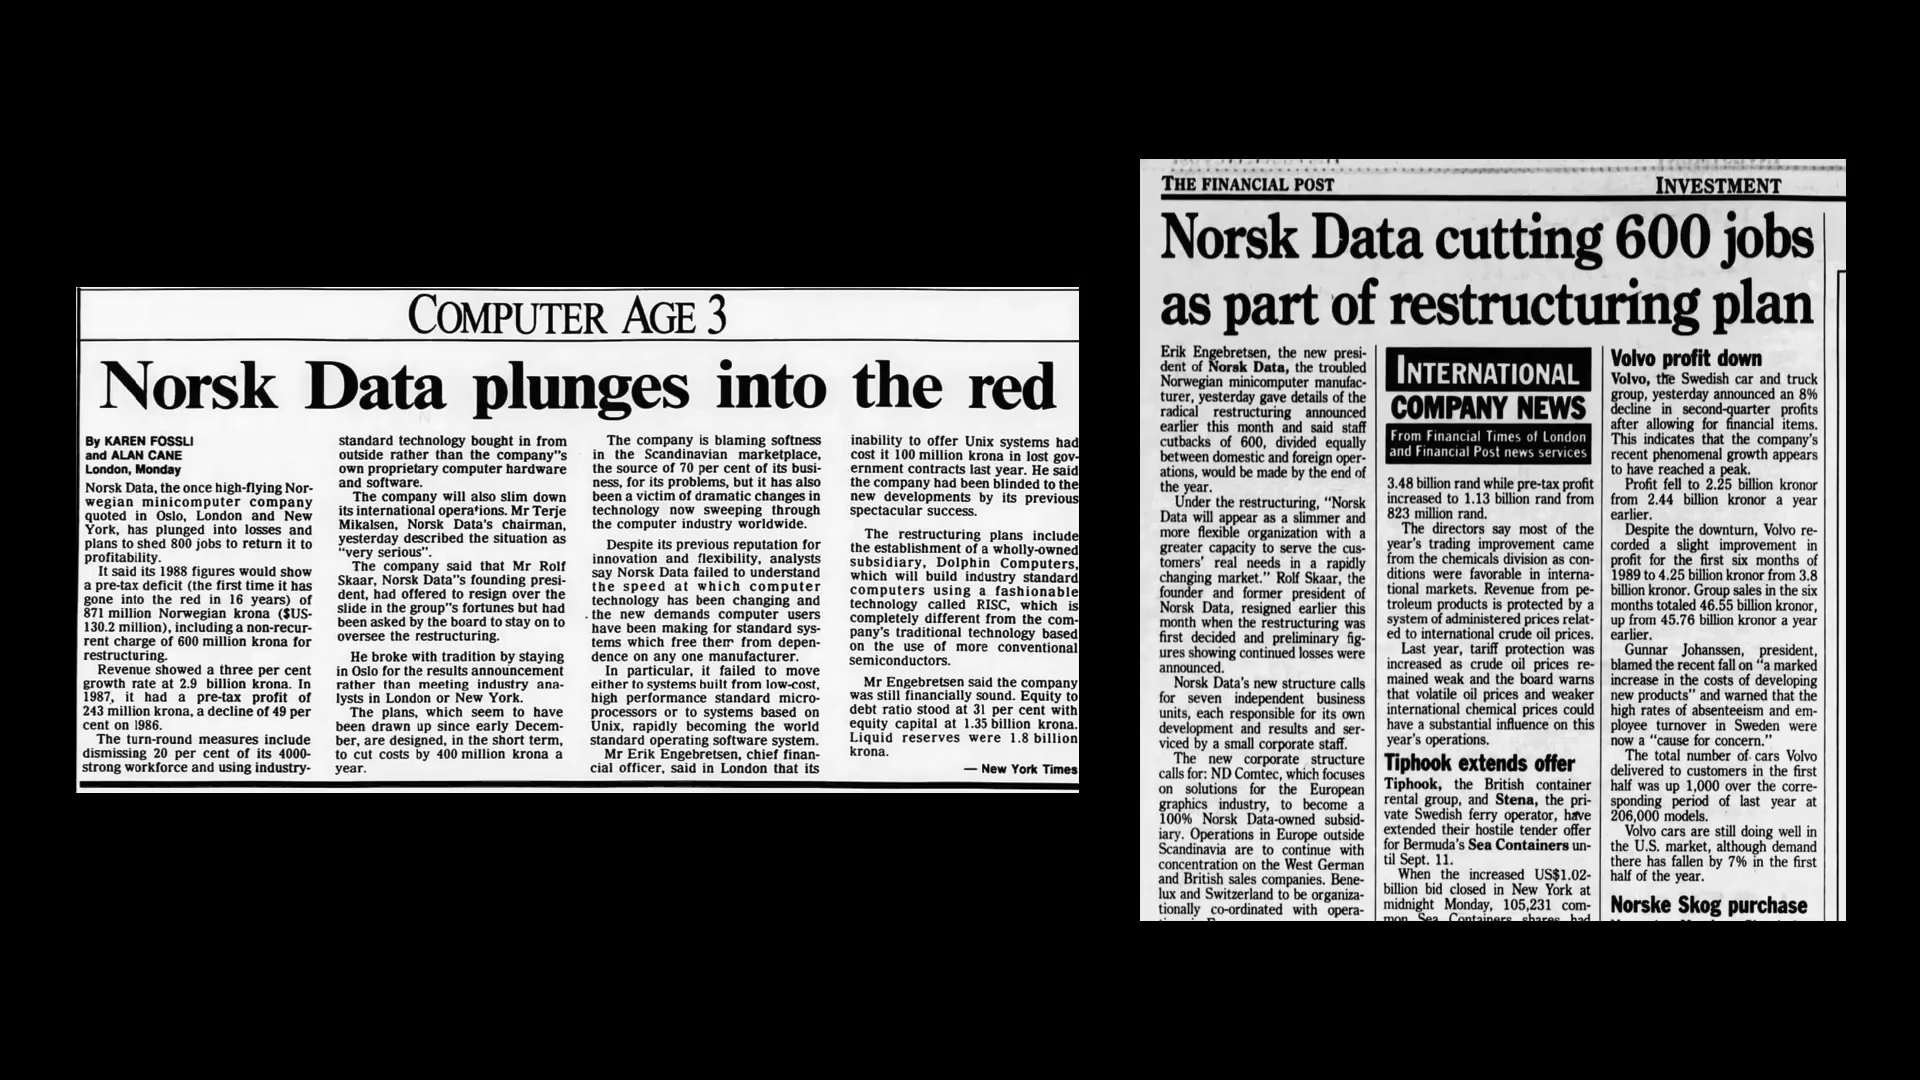 COMPUTER AGE 3
Norsk Data plunges into the red
By KAREN FOSSLI
and ALAN CANE
London, Monday
Norsk Data, the once high-flying Nor-
wegian minicomputer company
quoted in Oslo, London and New
York, has plunged into losses and
plans to shed 800 jobs to return it to
profitability.
It said its 1988 figures would show
a pre-tax deficit (the first time it has
gone into the red in 16 years) of
871 million Norwegian krona ($US-
130.2 million), including a non-recur-
rent charge of 600 million krona for
restructuring.
Revenue showed a three per cent
growth rate at 2.9 billion krona. In
1987, it had a pre-tax profit of
243 million krona, a decline of 49 per
cent on 1986.
The turn-round measures include
dismissing 20 per cent of its 4000-
strong workforce and using industry-
standard technology bought in from
outside rather than the company"s
own proprietary computer hardware
and software.
The company will also slim down
its international operations. Mr Terje
Mikalsen, Norsk Data's chairman,
yesterday described the situation as
"very serious".
The company said that Mr Rolf
Skaar, Norsk Data"s founding presi-
dent, had offered to resign over the
slide in the group"s fortunes but had
been asked by the board to stay on to
oversee the restructuring.
He broke with tradition by staying
in Oslo for the results announcement
rather than meeting industry ana-
lysts in London or New York.
The plans, which seem to have
been drawn up since early Decem-
ber, are designed, in the short term,
to cut costs by 400 million krona a
year.
The company is blaming softness
in the Scandinavian marketplace,
the source of 70 per cent of its busi-
ness, for its problems, but it has also
been a victim of dramatic changes in
technology now sweeping through
the computer industry worldwide.
Despite its previous reputation for
innovation and flexibility, analysts
say Norsk Data failed to understand
the speed at which computer
technology has been changing and
the new demands computer users
have been making for standard sys-
tems which free them from depen-
dence on any one manufacturer.
In particular, it failed to move
either to systems built from low-cost,
high performance standard micro-
processors or to systems based on
Unix, rapidly becoming the world
standard operating software system.
Mr Erik Engebretsen, chief finan-
cial officer, said in London that its
inability to offer Unix systems had
cost it 100 million krona in lost gov-
ernment contracts last year. He said
the company had been blinded to the
new developments by its previous
spectacular success.
The restructuring plans include
the establishment of a wholly-owned
subsidiary, Dolphin Computers,
which will build industry standard
computers using a fashionable
technology called RISC, which is
completely different from the com-
pany's traditional technology based
on the use of more conventional
semiconductors.
Mr Engebretsen said the company
was still financially sound. Equity to
debt ratio stood at 31 per cent with
equity capital at 1.35 billion krona.
Liquid reserves were 1.8 billion
krona.
— New York Times
THE FINANCIAL POST
INVESTMENT
Norsk Data cutting 600 jobs
as part of restructuring plan
Erik Engebretsen, the new presi-
dent of Norsk Data, the troubled
Norwegian minicomputer manufac-
turer, yesterday gave details of the
radical restructuring announced
earlier this month and said staff
cutbacks of 600, divided equally
between domestic and foreign oper-
ations, would be made by the end of
the year.
Under the restructuring, "Norsk
Data will appear as a slimmer and
more flexible organization with a
greater capacity to serve the cus-
tomers' real needs in a rapidly
changing market." Rolf Skaar, the
founder and former president of
Norsk Data, resigned earlier this
month when the restructuring was
first decided and preliminary fig-
ures showing continued losses were
announced.
Norsk Data's new structure calls
for seven independent business
units, each responsible for its own
development and results and ser-
viced by a small corporate staff.
The new corporate structure
calls for: ND Comtec, which focuses
on solutions for the European
graphics industry, to become a
100% Norsk Data-owned subsid-
iary. Operations in Europe outside
Scandinavia are to continue with
concentration on the West German
and British sales companies. Bene-
lux and Switzerland to be organiza-
tionally co-ordinated with opera-
INTERNATIONAL
COMPANY NEWS
From Financial Times of London
and Financial Post news services
3.48 billion rand while pre-tax profit
increased to 1.13 billion rand from
823 million rand.
The directors say most of the
year's trading improvement came
from the chemicals division as con-
ditions were favorable in interna-
tional markets. Revenue from pe-
troleum products is protected by a
system of administered prices relat-
ed to international crude oil prices.
Last year, tariff protection was
increased as crude oil prices re-
mained weak and the board warns
that volatile oil prices and weaker
international chemical prices could
have a substantial influence on this
year's operations.
Tiphook extends offer
Tiphook, the British container
rental group, and Stena, the pri-
vate Swedish ferry operator, have
extended their hostile tender offer
for Bermuda's Sea Containers un-
til Sept. 11.
When the increased US$1.02-
billion bid closed in New York at
midnight Monday, 105,231 com-
mon Sea Containers shares had
Volvo profit down
Volvo, the Swedish car and truck
group, yesterday announced an 8%
decline in second-quarter profits
after allowing for financial items.
This indicates that the company's
recent phenomenal growth appears
to have reached a peak.
Profit fell to 2.25 billion kronor
from 2.44 billion kronor a year
earlier.
Despite the downturn, Volvo re-
corded a slight improvement in
profit for the first six months of
1989 to 4.25 billion kronor from 3.8
billion kronor. Group sales in the six
months totaled 46.55 billion kronor,
up from 45.76 billion kronor a year
earlier.
Gunnar Johanssen, president,
blamed the recent fall on "a marked
increase in the costs of developing
new products" and warned that the
high rates of absenteeism and em-
ployee turnover in Sweden were
now a "cause for concern."
The total number of cars Volvo
delivered to customers in the first
half was up 1,000 over the corre-
sponding period of last year at
206,000 models.
Volvo cars are still doing well in
the U.S. market, although demand
there has fallen by 7% in the first
half of the year.
Norske Skog purchase